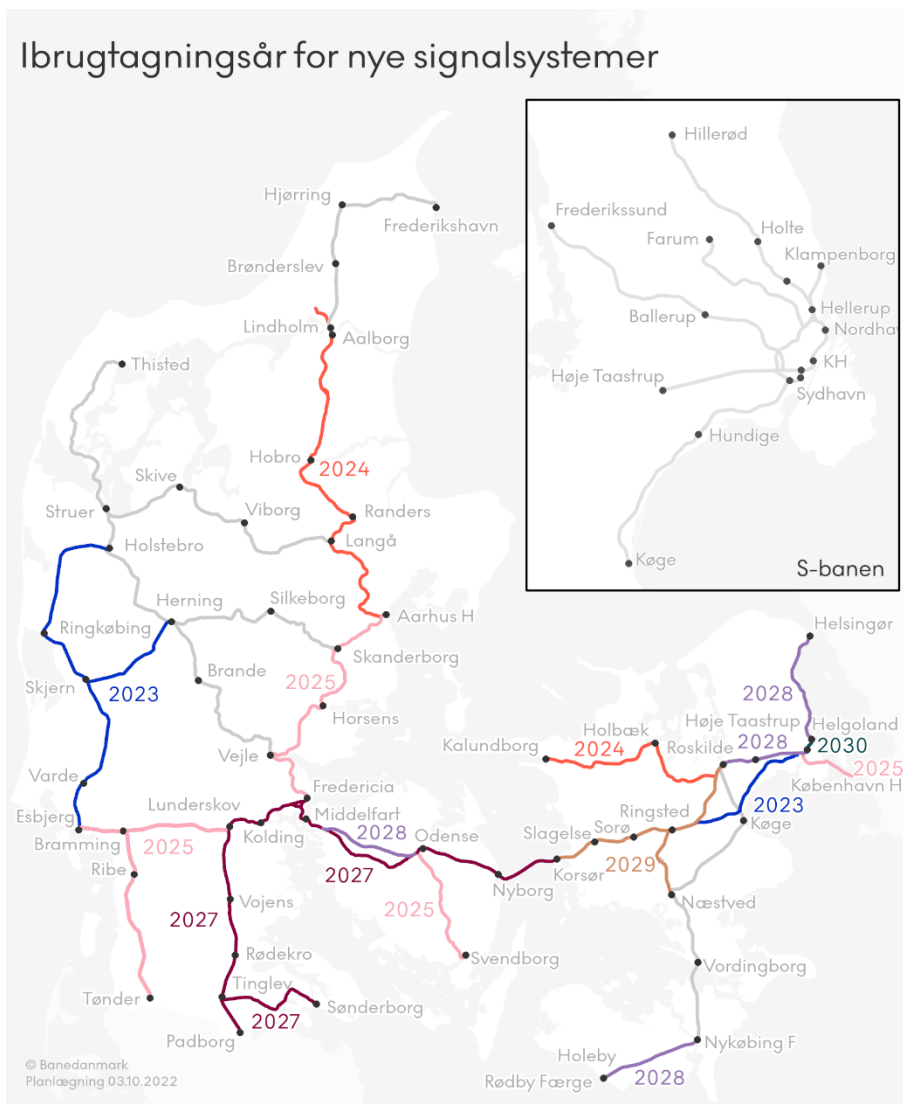 Ibrugtagningsår for nye signalsystemer
Hillerød
Frederikssund
Holte
Farum
Klampenborg
Hellerup
Ballerup
Nordhav
KH
Høje Taastrup
Sydhavn
Hundige
Køge
S-banen
Hjørring
Frederikshavn
Brønderslev
Lindholm
Aalborg
Thisted
Hobro
2024
Skive
Struer
Viborg
Randers
Langå
Holstebro
Herning
Silkeborg
Aarhus H
Ringkøbing
Skanderborg
Brande
2025
Skjern
2023
Horsens
Vejle
Varde
Fredericia
Lunderskov
Middelfart
Esbjerg
Kolding
2028
Odense
Bramming
2025
2027
Ribe
Nyborg
2025
Vojens
2027
Rødekro
Svendborg
Tinglev
Tønder
Sønderborg
2027
Padborg
Helsingør
2028
Høje Taastrup
Helgoland
Holbæk
Kalundborg
2024
Roskilde
2028
2030
2025
København H
Ringsted
2023
Slagelse
Sorø
Køge
Korsør
2029
Næstved
Vordingborg
Nykøbing F
Holeby
Rødby Færge
2028
© Banedanmark
Planlægning 03.10.2022